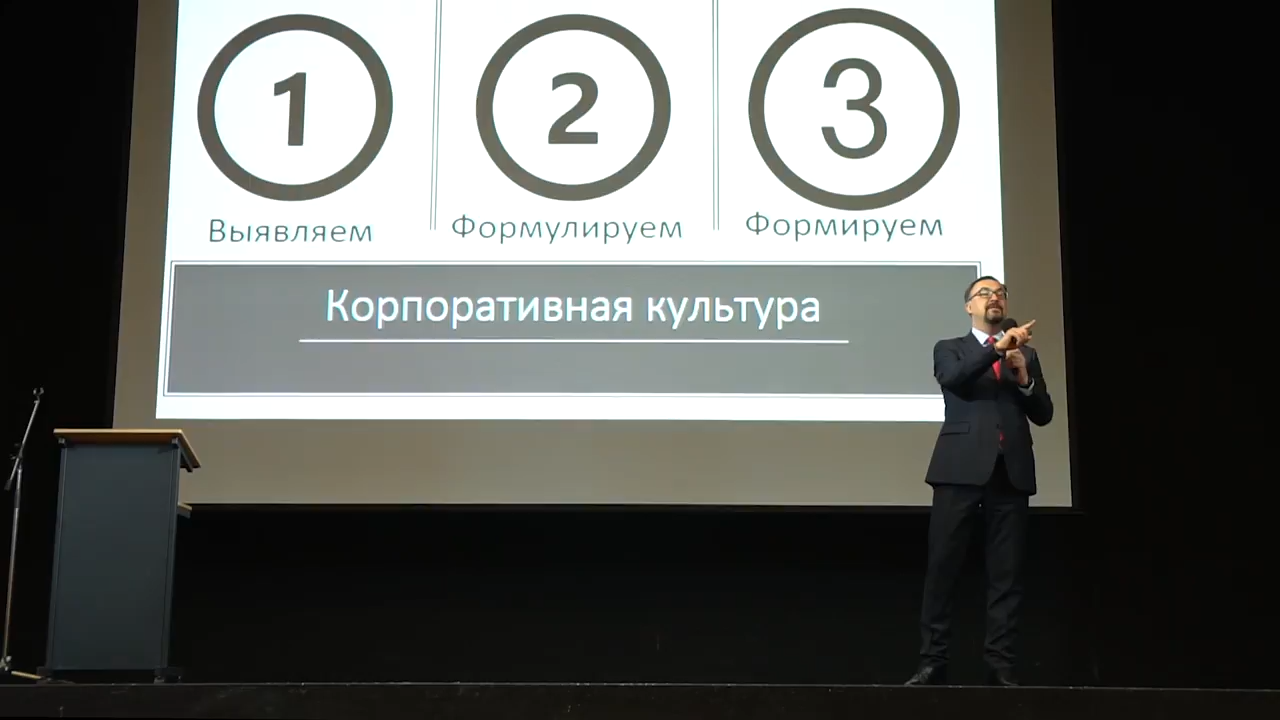 1 2 3
Выявляем Формулируем Формируем
Корпоративная культура